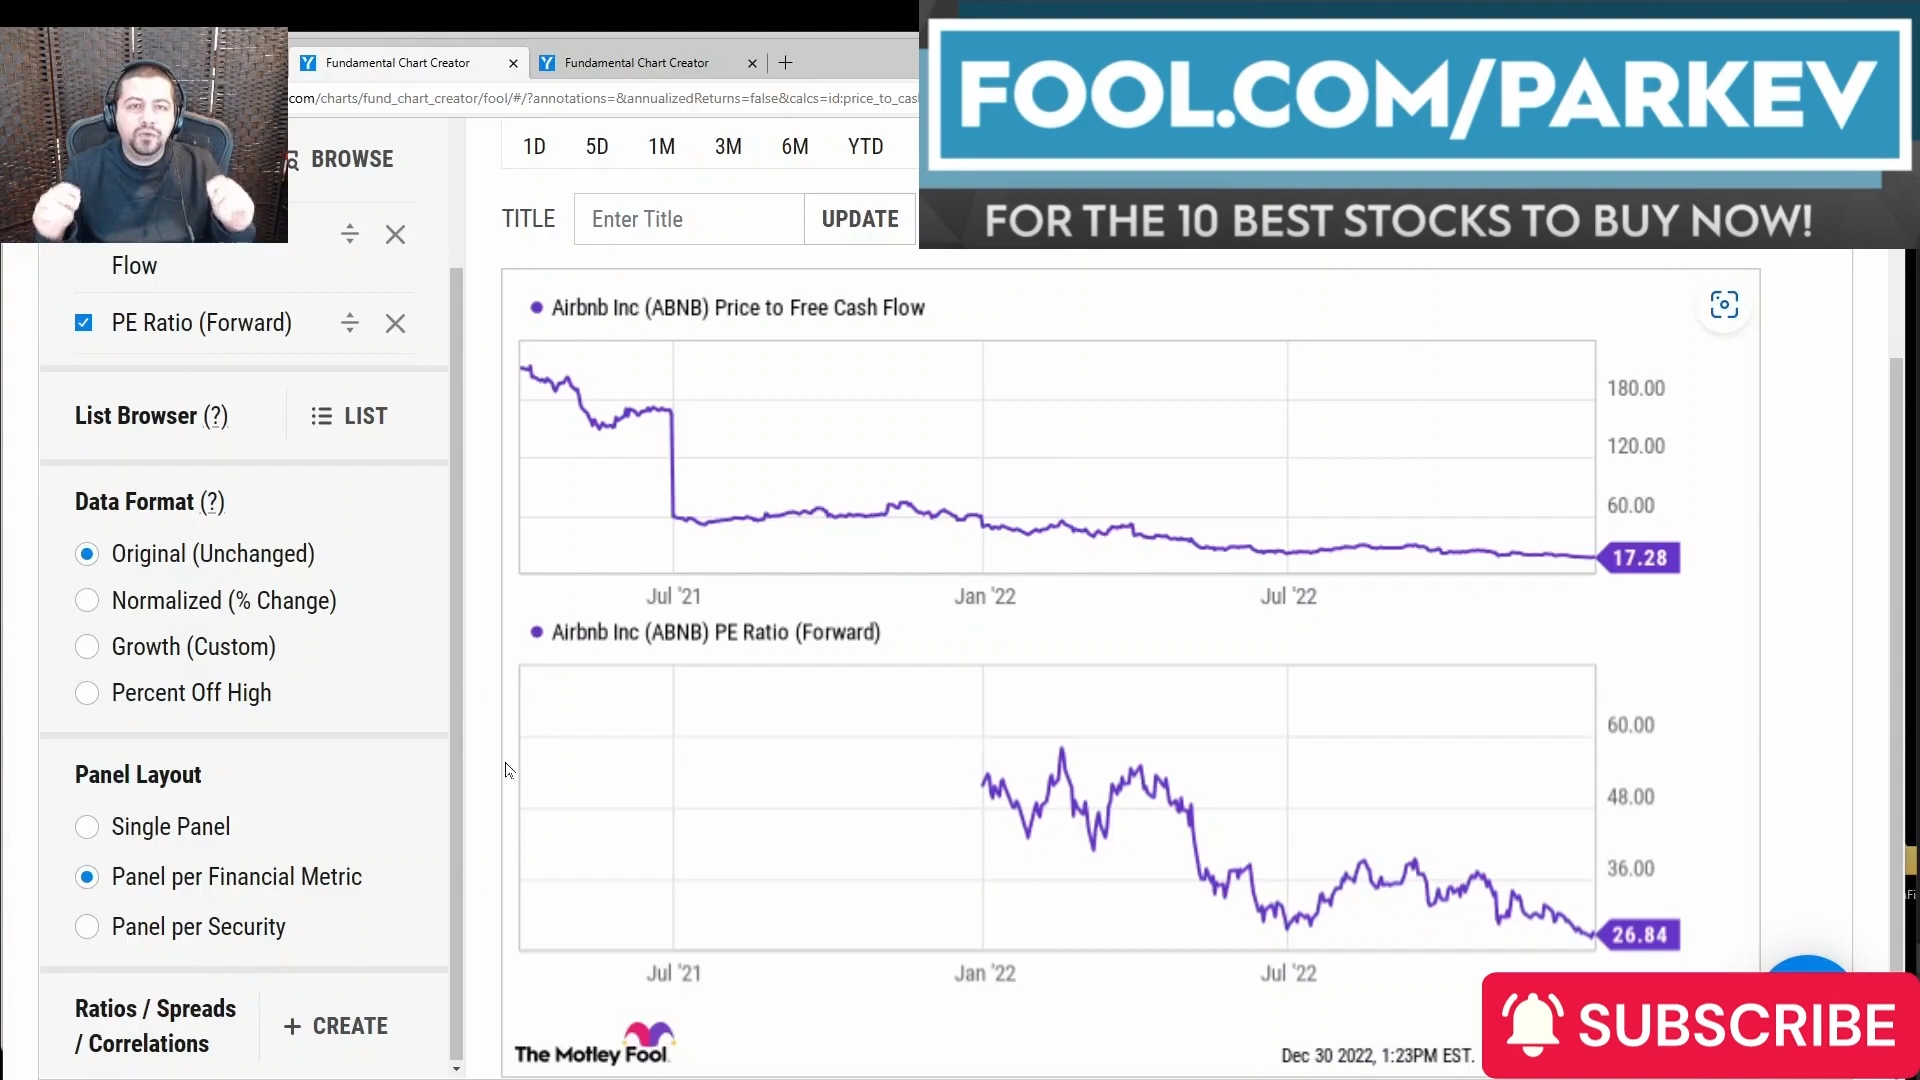 Fundamental Chart Creator
Fundamental Chart Creator
com/charts/fund_chart_creator/fool/#/?annotations=&annualizedReturns=false&calcs=id:price_to_cas
FOOL.COM/PARKEV
FOR THE 10 BEST STOCKS TO BUY NOW!
BROWSE
1D 5D 1M 3M 6M YTD
TITLE Enter Title UPDATE
Flow
PE Ratio (Forward)
List Browser (?) LIST
Data Format (?)
Original (Unchanged)
Normalized (% Change)
Growth (Custom)
Percent Off High
Panel Layout
Single Panel
Panel per Financial Metric
Panel per Security
Ratios / Spreads
/ Correlations
+ CREATE
Airbnb Inc (ABNB) Price to Free Cash Flow
180.00
120.00
60.00
17.28
Jul '21 Jan '22 Jul '22
Airbnb Inc (ABNB) PE Ratio (Forward)
60.00
48.00
36.00
26.84
Jul '21 Jan '22 Jul '22
The Motley Fool
Dec 30 2022, 1:23PM EST.
SUBSCRIBE